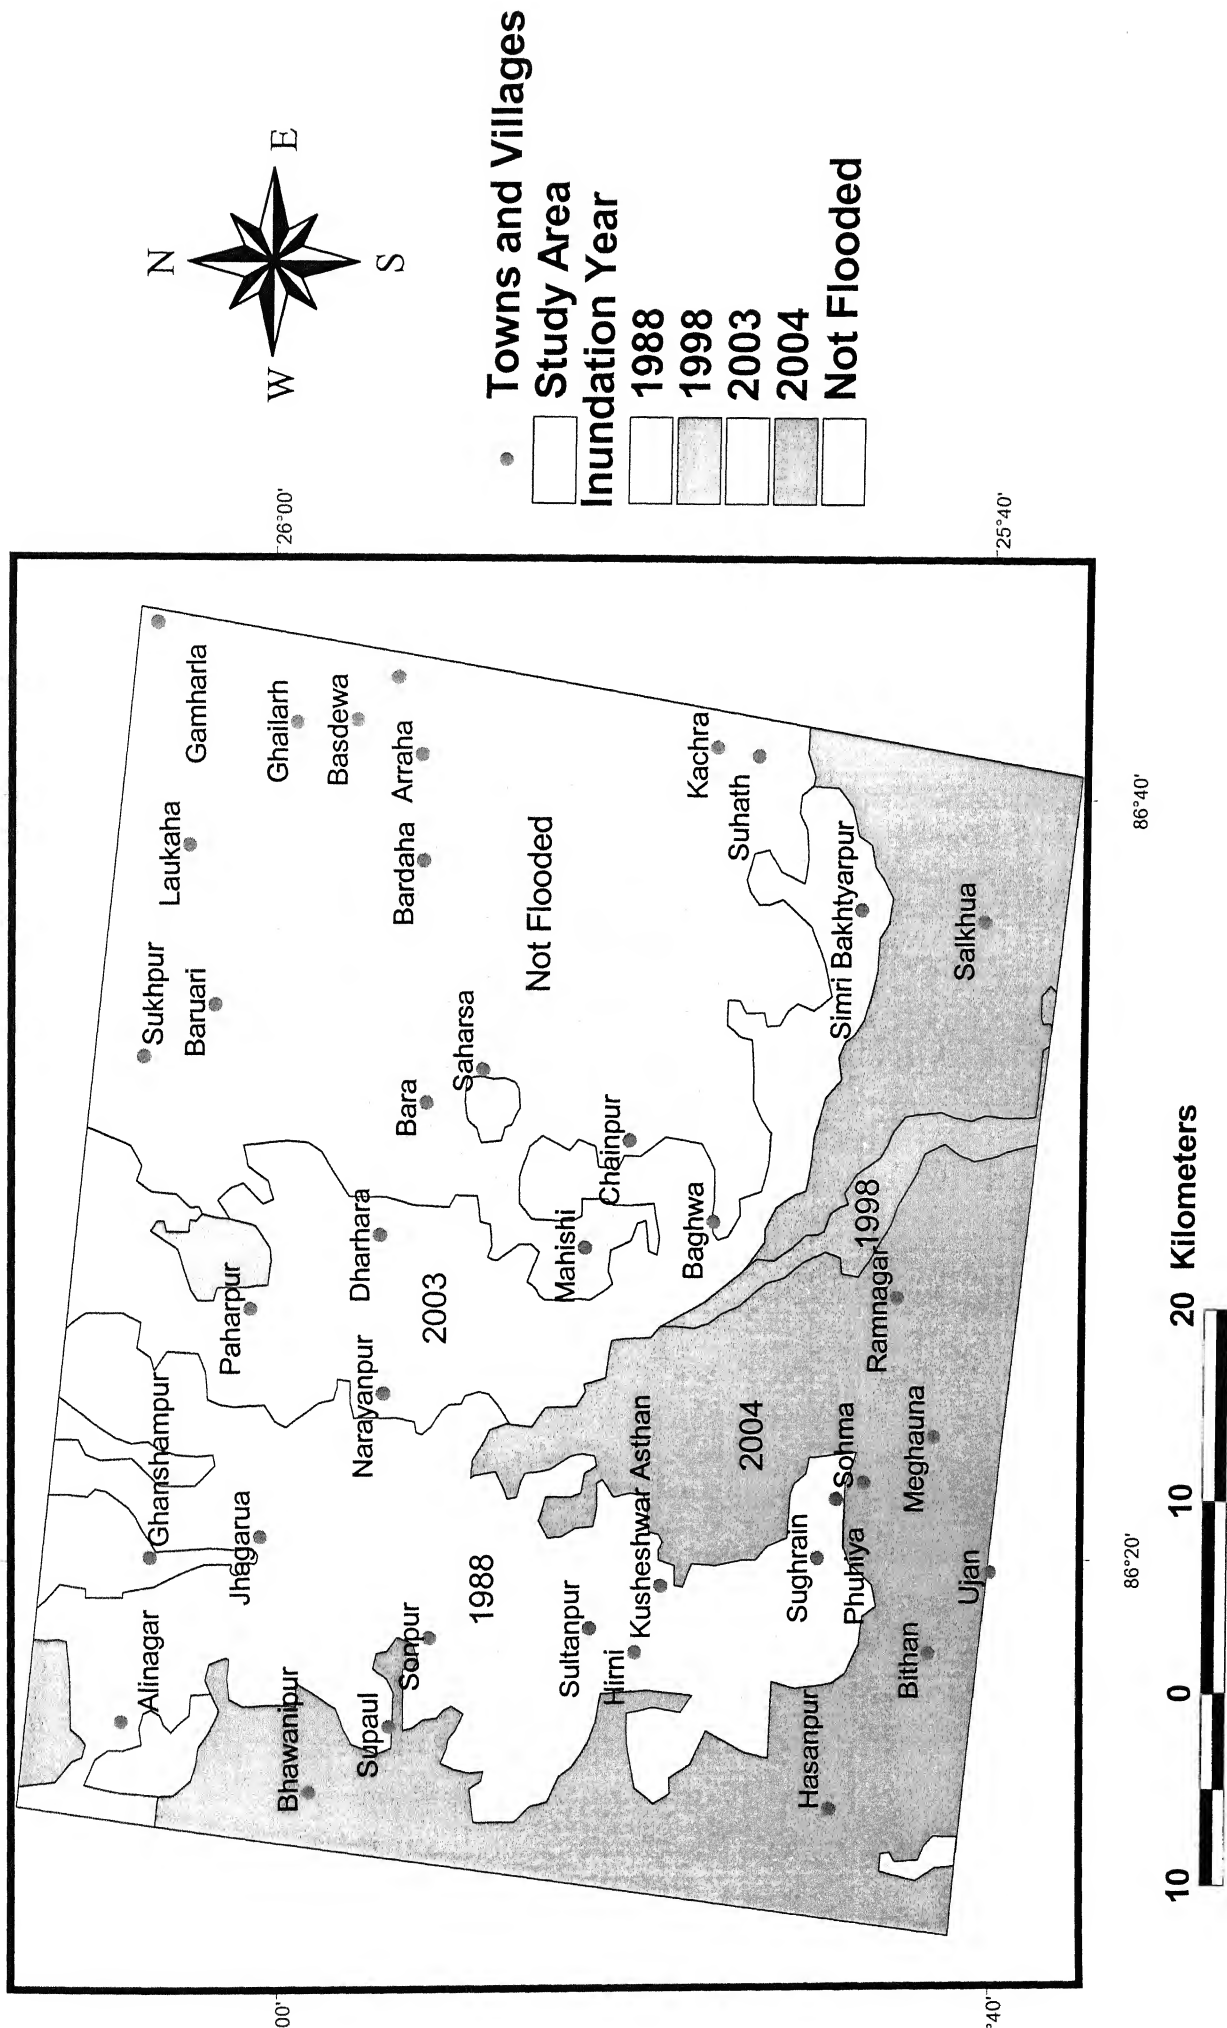 N
W
E
S
Towns and Villages
Study Area
Inundation Year
1988
1998
2003
2004
Not Flooded
26°00'
25°40'
00'
°40'
86°20'
86°40'
Sukhpur
Laukaha
Gamharla
Baruari
Ghailarh
Basdewa
Ghanshampur
Paharpur
Alinagar
Jhagarua
Bhawanipur
Narayanpur
Dharhara
Bara
Bardaha
Arraha
Supaul
Sonpur
2003
Saharsa
1988
Not Flooded
Sultanpur
Mahishi
Hirni
Chainpur
Kusheshwar Asthan
Baghwa
Kachra
Suhath
2004
Sughrain
Hasanpur
Sohma
Simri Bakhtyarpur
Phuhiya
1998
Ramnagar
Bithan
Meghauna
Salkhua
Ujan
10
0
10
20 Kilometers